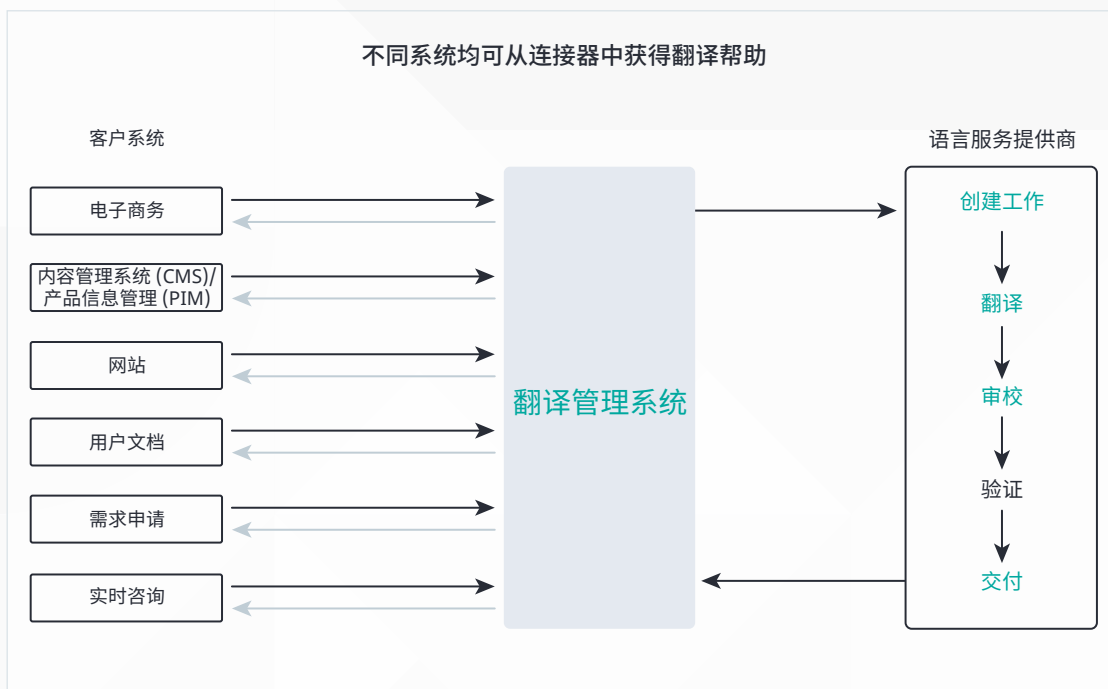 不同系统均可从连接器中获得翻译帮助
客户系统
电子商务
内容管理系统 (CMS)/
产品信息管理 (PIM)
网站
用户文档
需求申请
实时咨询
翻译管理系统
语言服务提供商
创建工作
翻译
审校
验证
交付